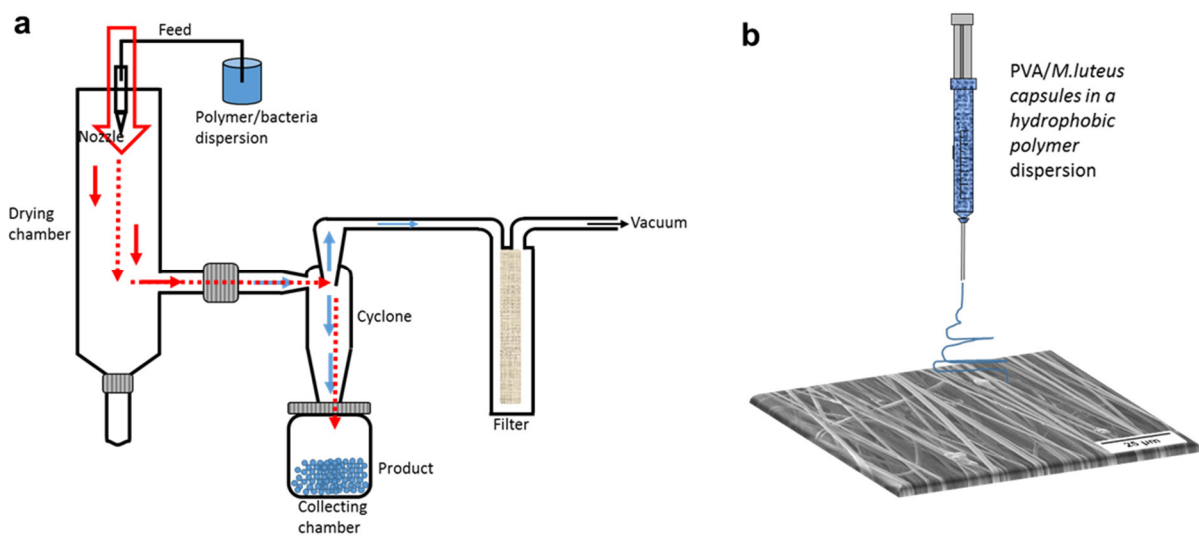 a
Feed
Polymer/bacteria
dispersion
Nozzle
Drying
chamber
Vacuum
Cyclone
Filter
Product
Collecting
chamber
b
PVA/M.luteus
capsules in a
hydrophobic
polymer
dispersion
25 µm